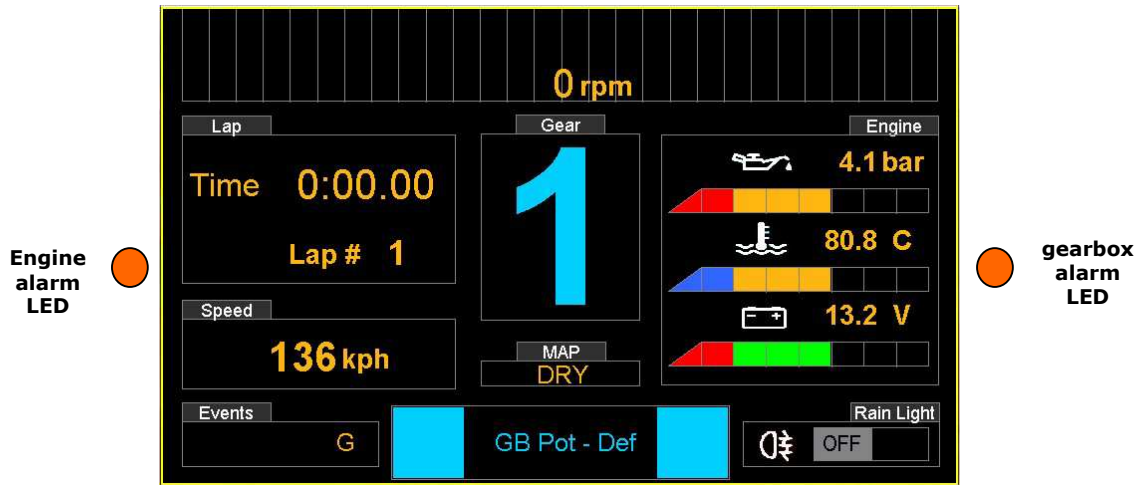 0 rpm
Lap
Gear
Engine
Time 0:00.00
Lap # 1
1
4.1 bar
80.8 C
13.2 V
Engine
alarm
LED
gearbox
alarm
LED
Speed
136 kph
MAP
DRY
Events
G
GB Pot - Def
Rain Light
OFF